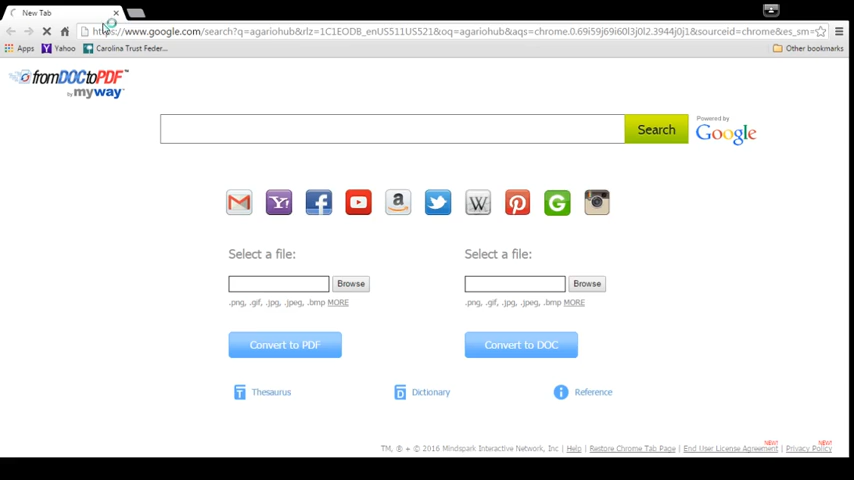 New Tab
https://www.google.com/search?q=agariohub&rlz=1C1EODB_enUS511US521&oq=agariohub&aqs=chrome.0.69i59j69i60l3j0l2.3944j0j1&sourceid=chrome&es_sm=
Apps Yahoo Carolina Trust Feder... Other bookmarks
fromDOCtoPDF™
by myway
Search
Powered by
Google
Select a file: Select a file:
Browse Browse
.png, .gif, .jpg, .jpeg, .bmp MORE .png, .gif, .jpg, .jpeg, .bmp MORE
Convert to PDF Convert to DOC
Thesaurus Dictionary Reference
NEW! NEW!
TM, ® + © 2016 Mindspark Interactive Network, Inc | Help | Restore Chrome Tab Page | End User License Agreement | Privacy Policy